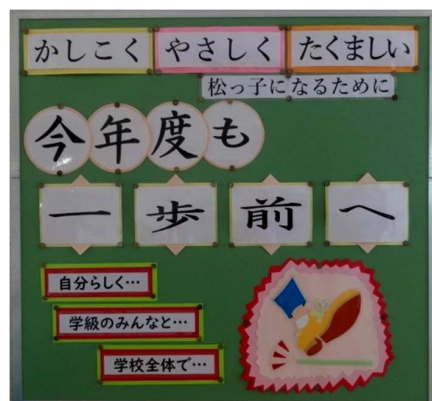 かしこく やさしく たくましい
松っ子になるために
今年度も
一歩前へ
自分らしく…
学級のみんなと…
学校全体で…